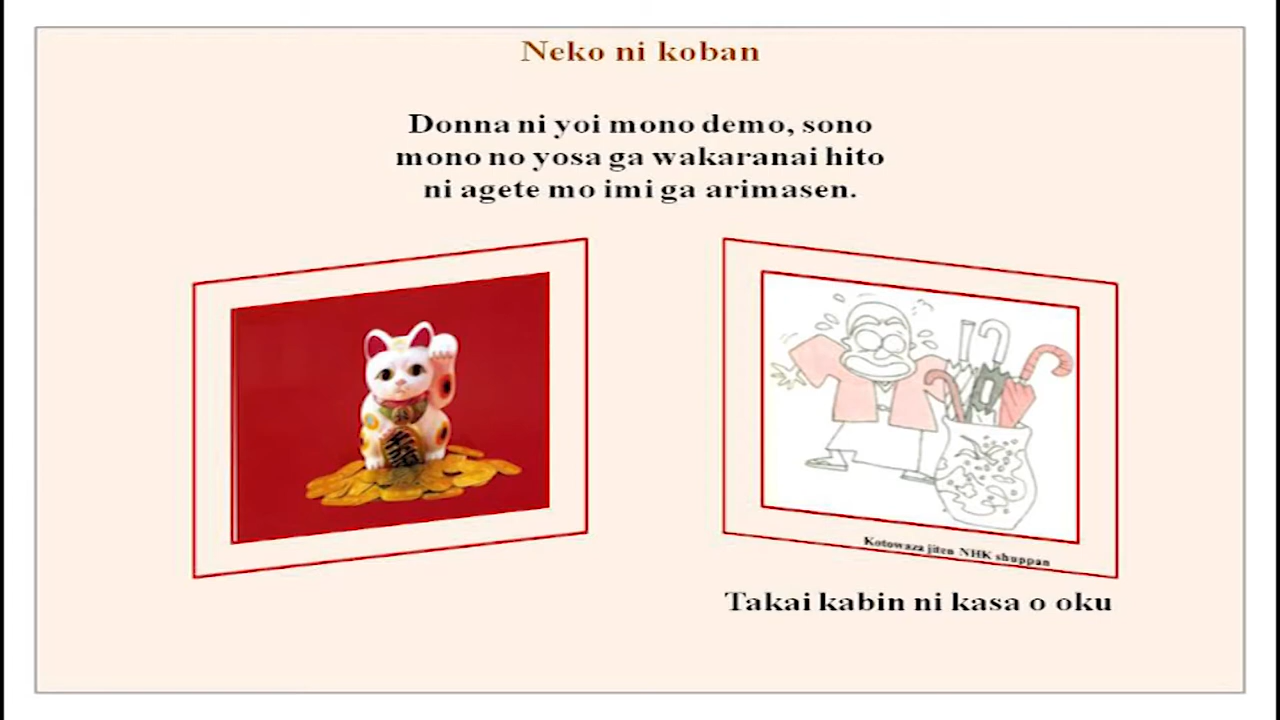 Neko ni koban
Donna ni yoi mono demo, sono
mono no yosa ga wakaranai hito
ni agete mo imi ga arimasen.
Kotowaza jiten NHK shuppan
Takai kabin ni kasa o oku